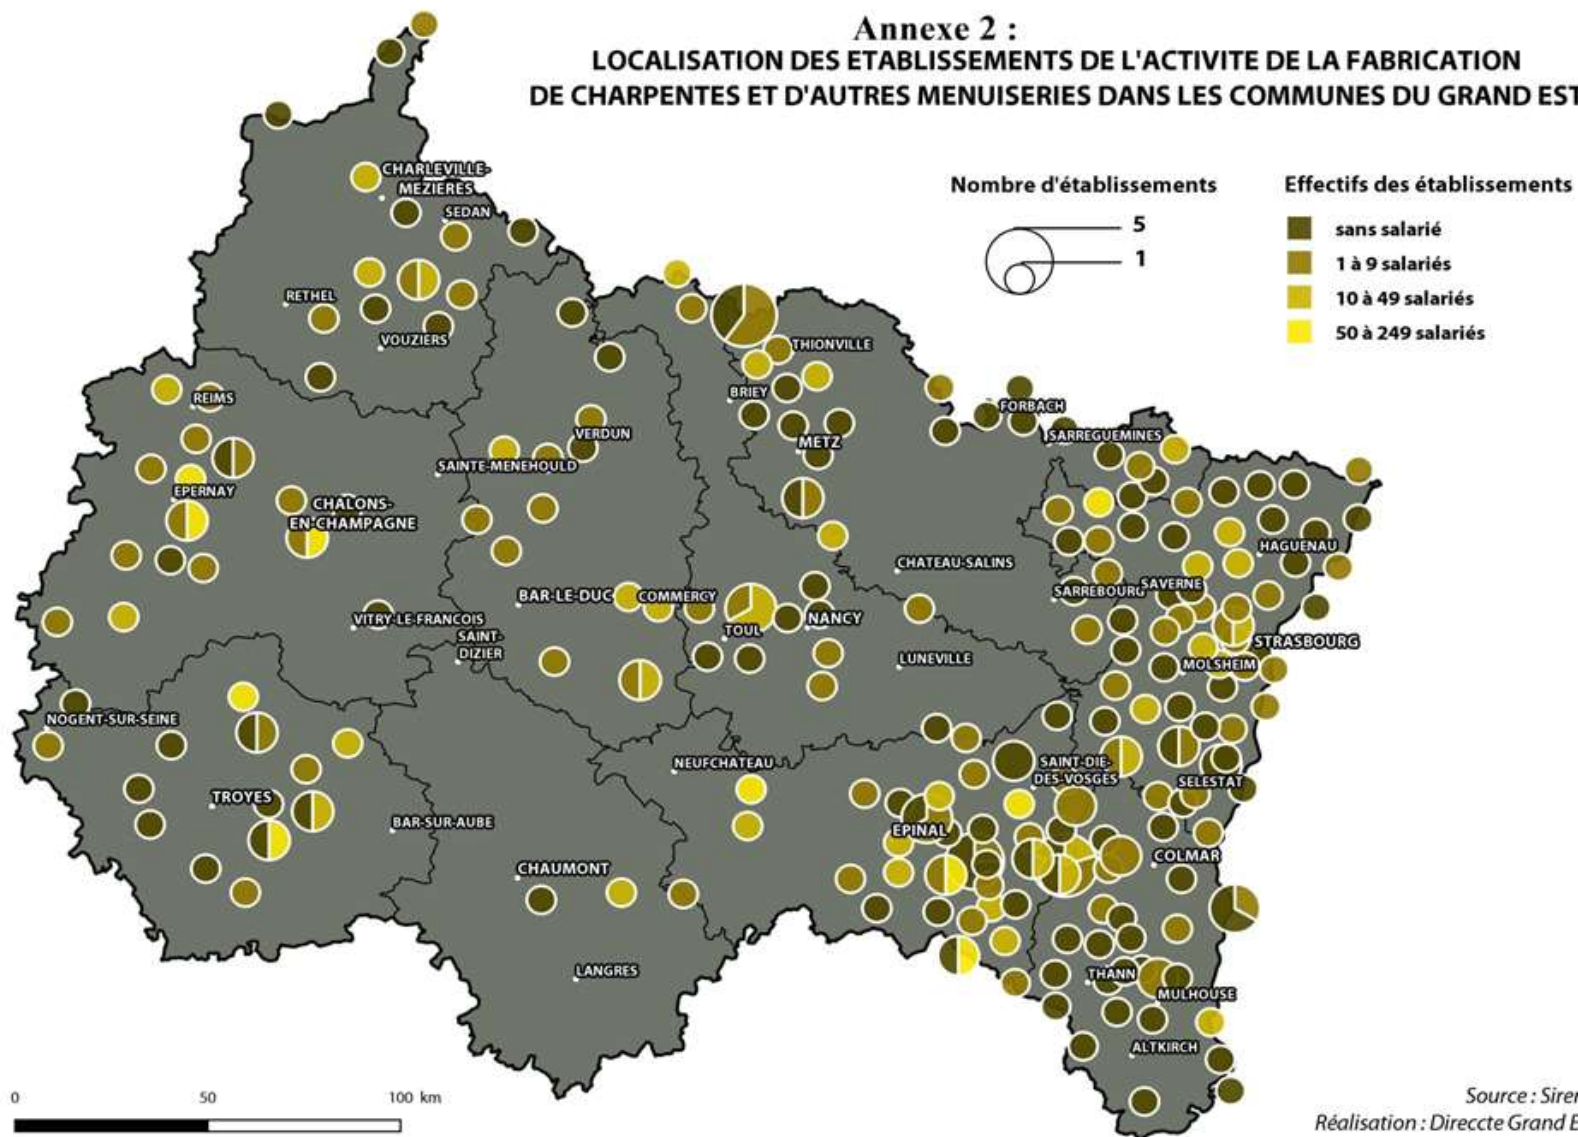 Annexe 2 :
LOCALISATION DES ETABLISSEMENTS DE L'ACTIVITE DE LA FABRICATION
DE CHARPENTES ET D'AUTRES MENUISERIES DANS LES COMMUNES DU GRAND EST
Nombre d'établissements
5
1
Effectifs des établissements
sans salarié
1 à 9 salariés
10 à 49 salariés
50 à 249 salariés
CHARLEVILLE-
MEZIERES
SEDAN
RETHEL
VOUZIERS
THIONVILLE
BRIEY
REIMS
FORBACH
VERDUN
METZ
SARREGUEMINES
SAINTE-MENEHOULD
EPERNAY
CHALONS-
EN-CHAMPAGNE
HAGUENAU
CHATEAU-SALINS
SAVERNE
SARREBOURG
BAR-LE-DUC
COMMERCY
VITRY-LE-FRANCOIS
NANCY
TOUL
SAINT-
DIZIER
STRASBOURG
LUNEVILLE
MOLSHEIM
NOGENT-SUR-SEINE
NEUFCHATEAU
SAINT-DIE-
DES-VOSGES
SELESTAT
TROYES
BAR-SUR-AUBE
EPINAL
COLMAR
CHAUMONT
LANGRES
THANN
MULHOUSE
ALTKIRCH
0 50 100 km
Source : Siren
Réalisation : Direccte Grand E